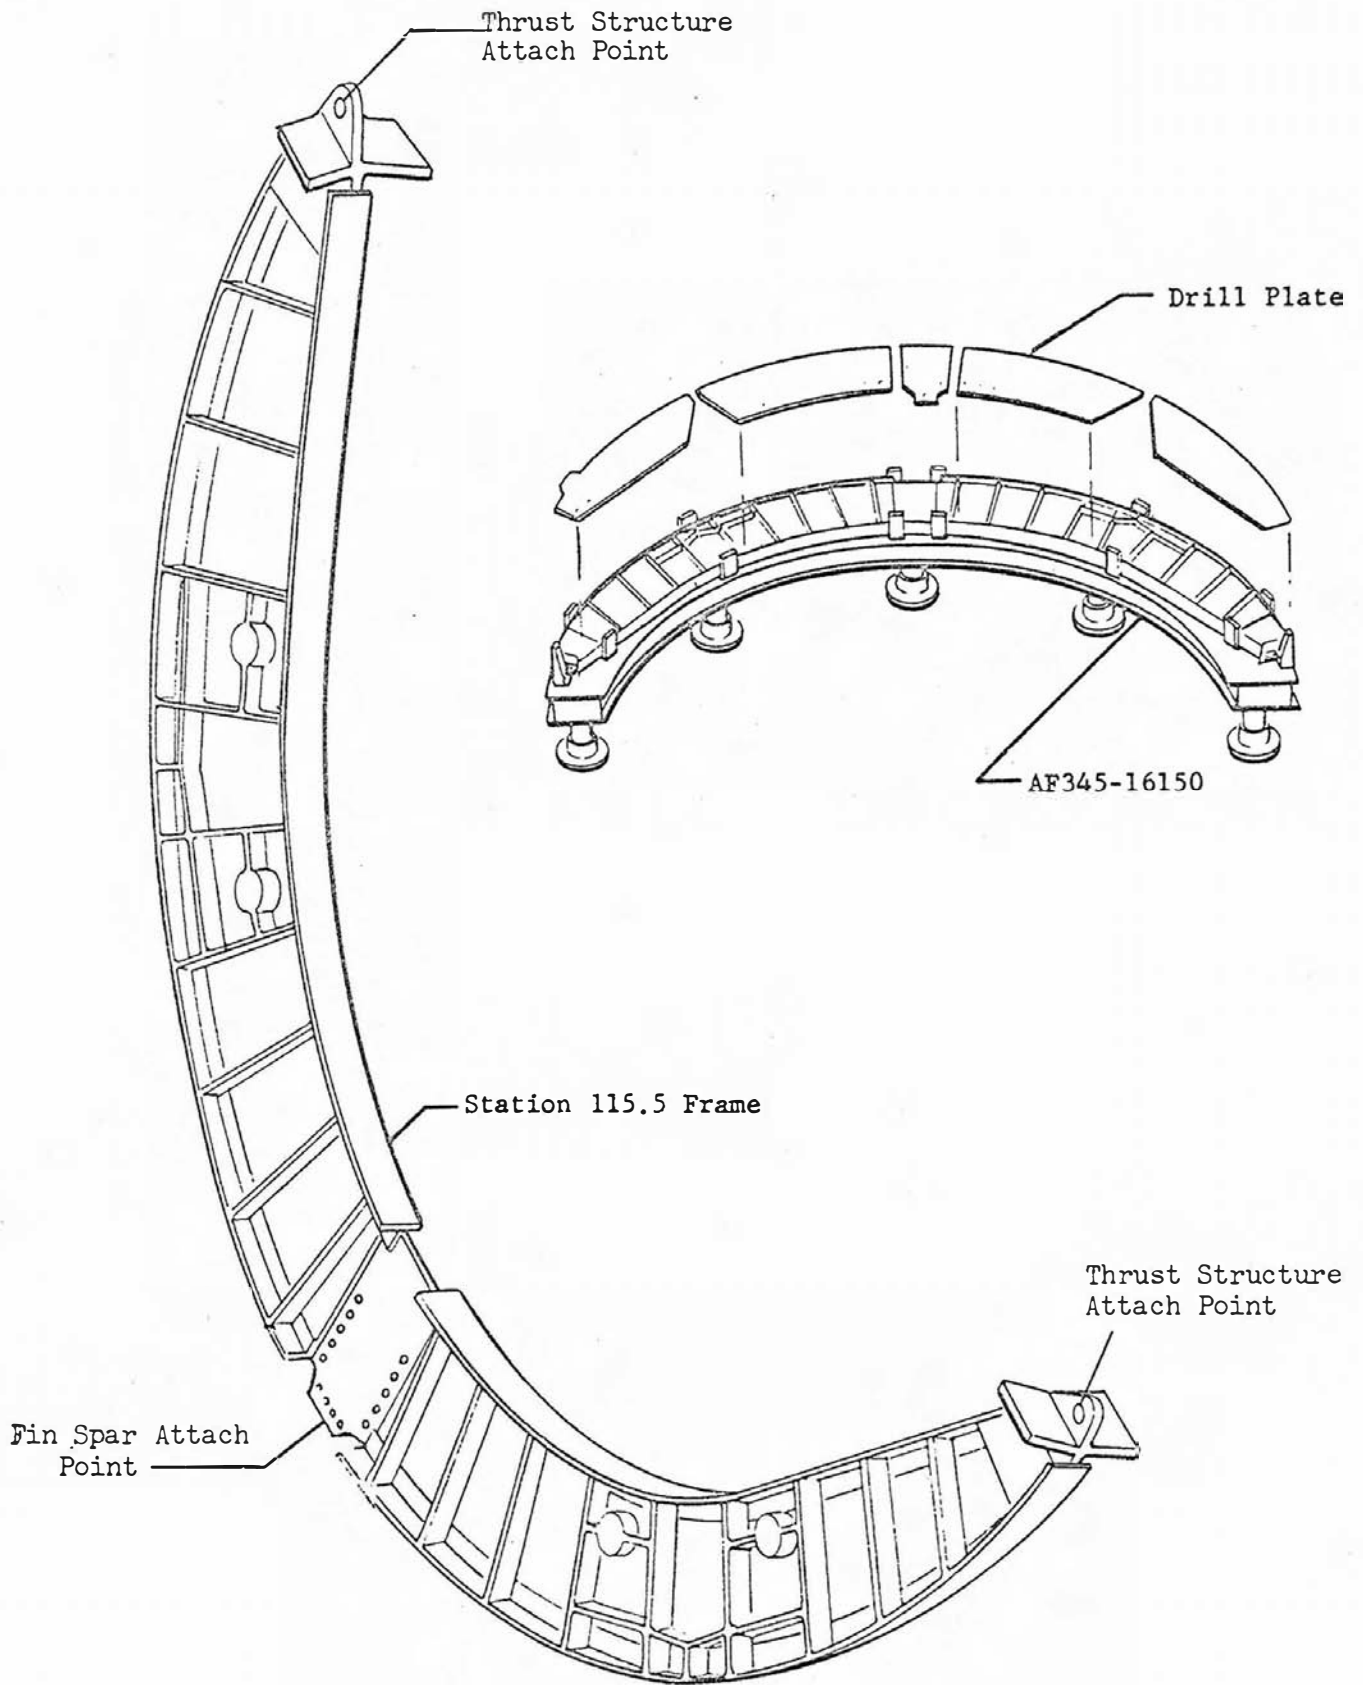 Thrust Structure
Attach Point
Drill Plate
AF345-16150
Station 115.5 Frame
Thrust Structure
Attach Point
Fin Spar Attach
Point